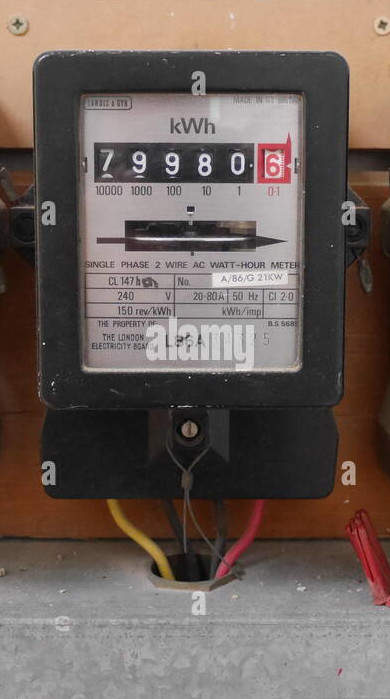 LANDIS & GYR
MADE IN GT BRITAIN
kWh
7 9 9 8 0 6
10000 1000 100 10 1 0·1
SINGLE PHASE 2 WIRE AC WATT-HOUR METER
CL 147 No. A/86/G 21KW
240 V 20-80A 50 Hz Cl 2·0
150 rev/kWh kWh/imp
THE PROPERTY OF B.S 5685
THE LONDON
ELECTRICITY BOARD L86A
alamy
a
a a
a a
a